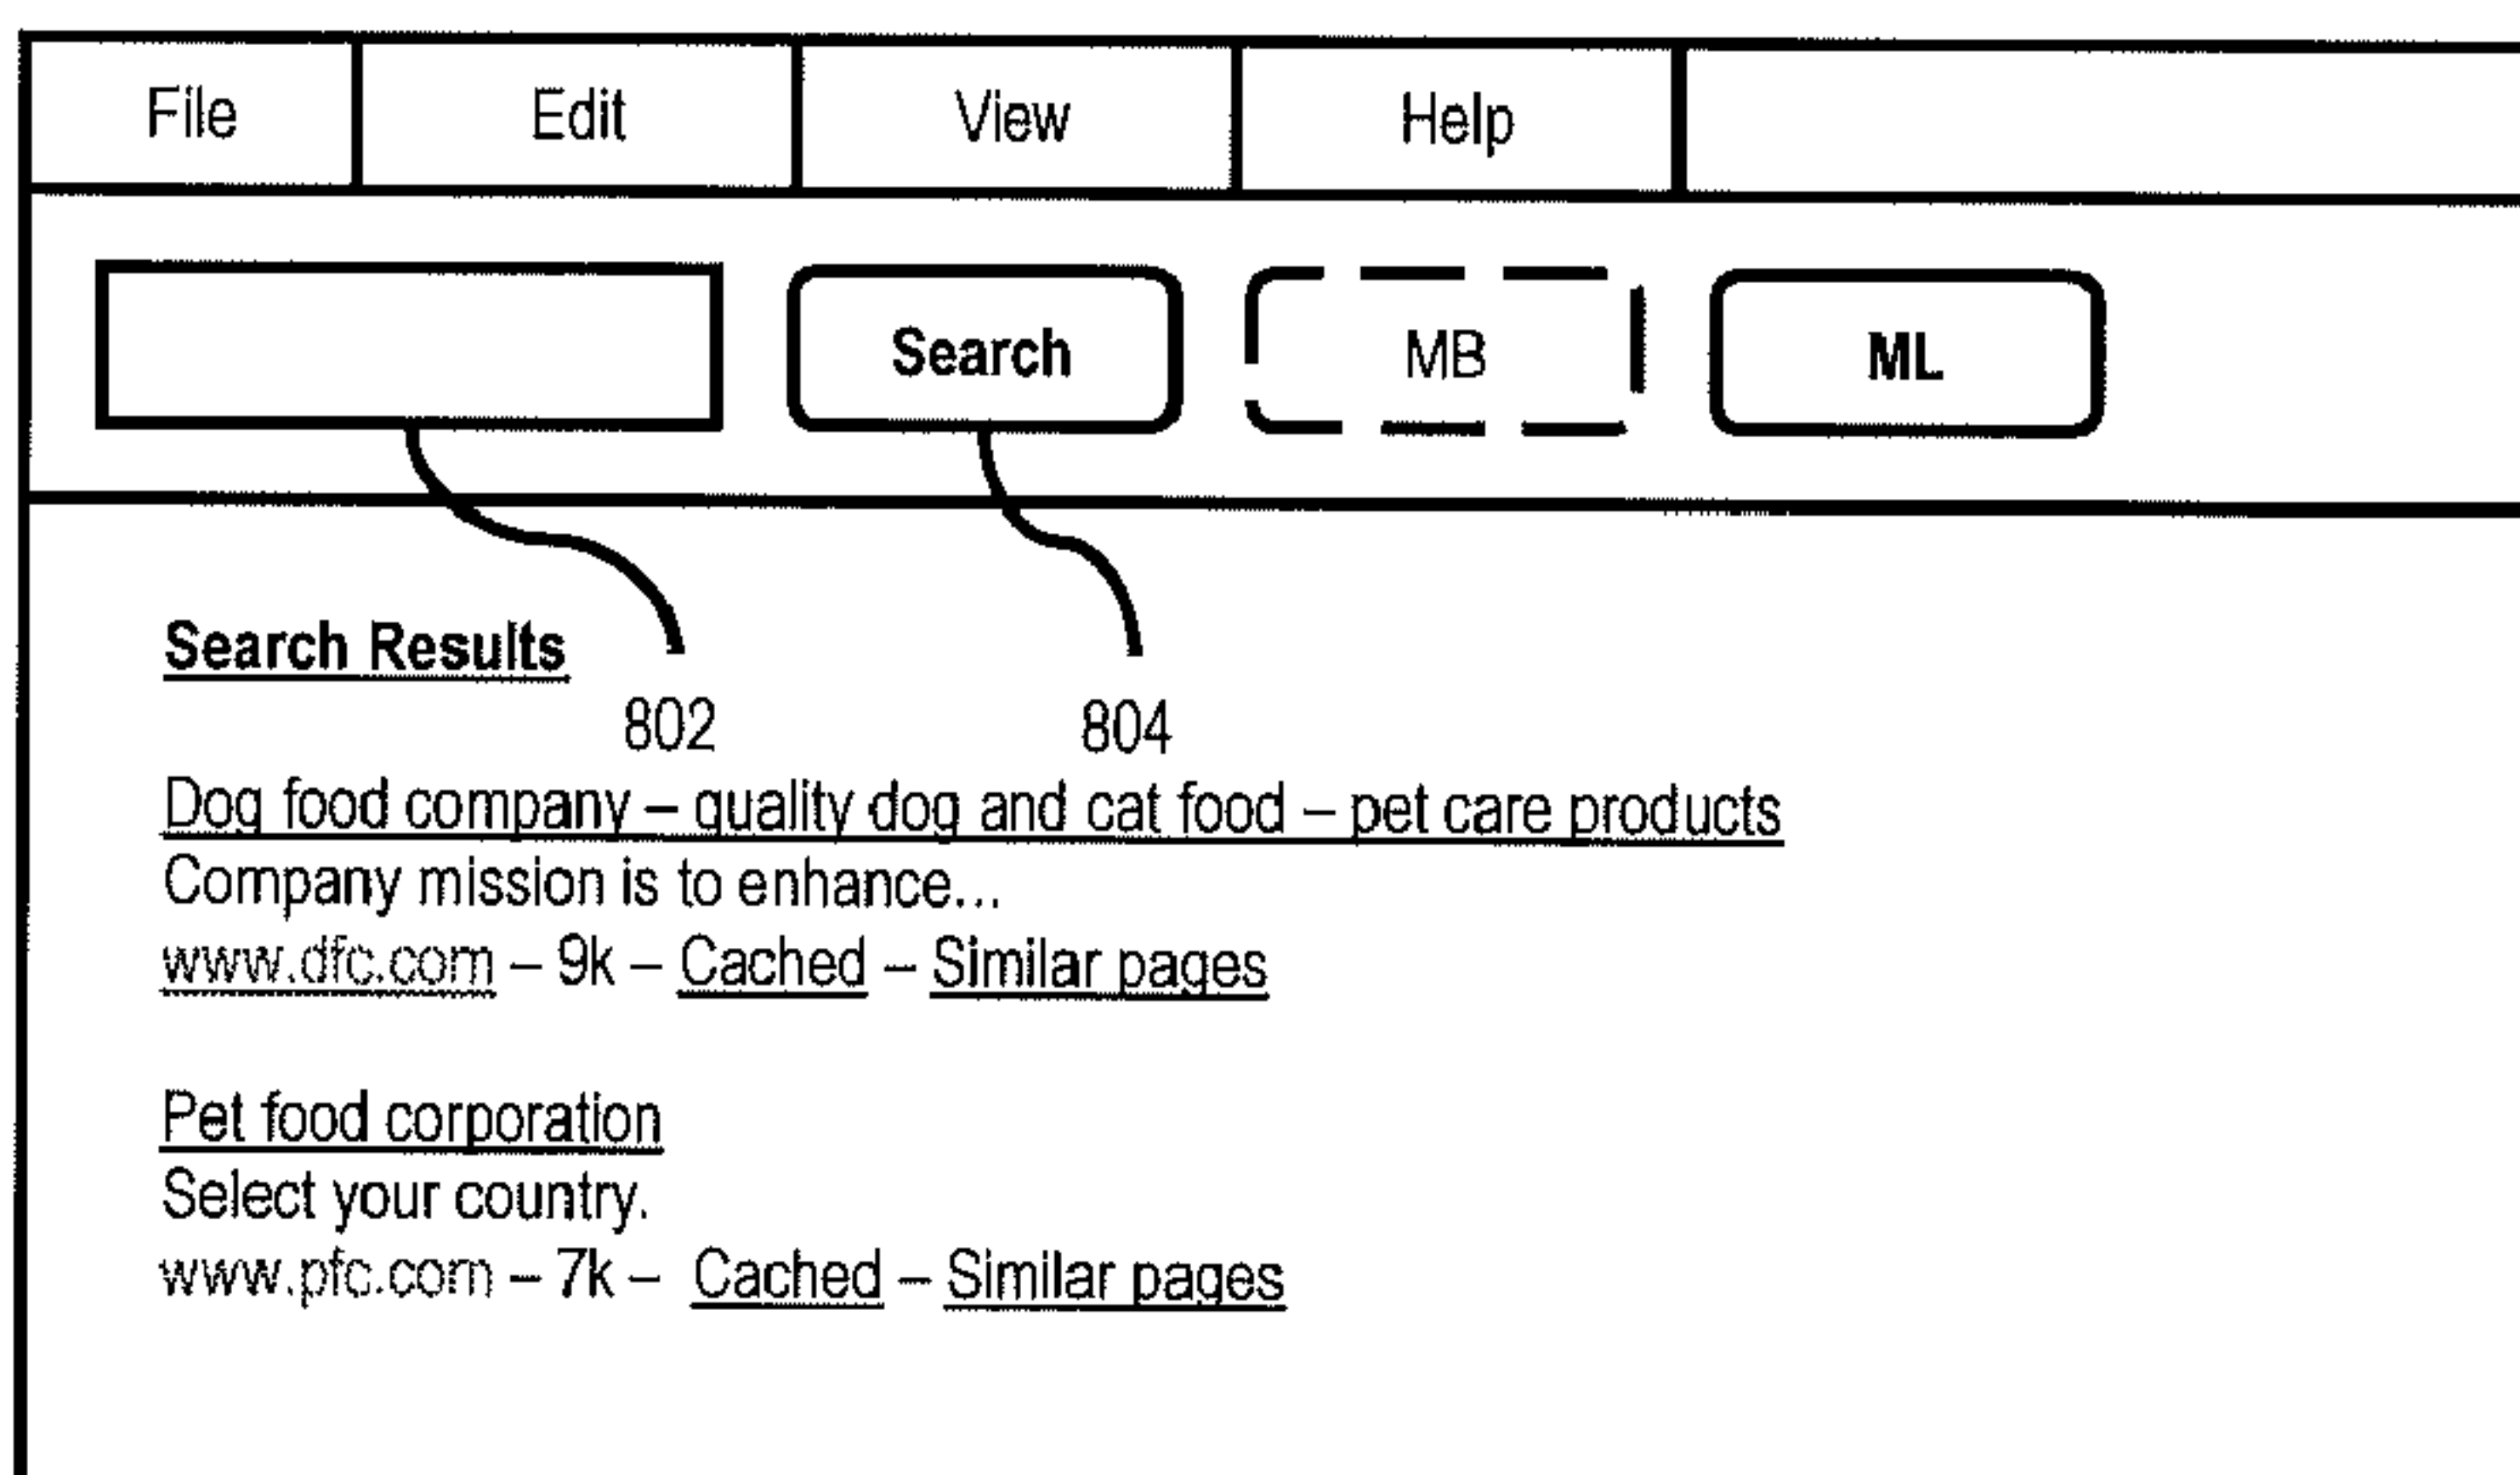 File Edit View Help
Search MB ML
Search Results
802 804
Dog food company – quality dog and cat food – pet care products
Company mission is to enhance...
www.dfc.com – 9k – Cached – Similar pages
Pet food corporation
Select your country.
www.pfc.com – 7k – Cached – Similar pages